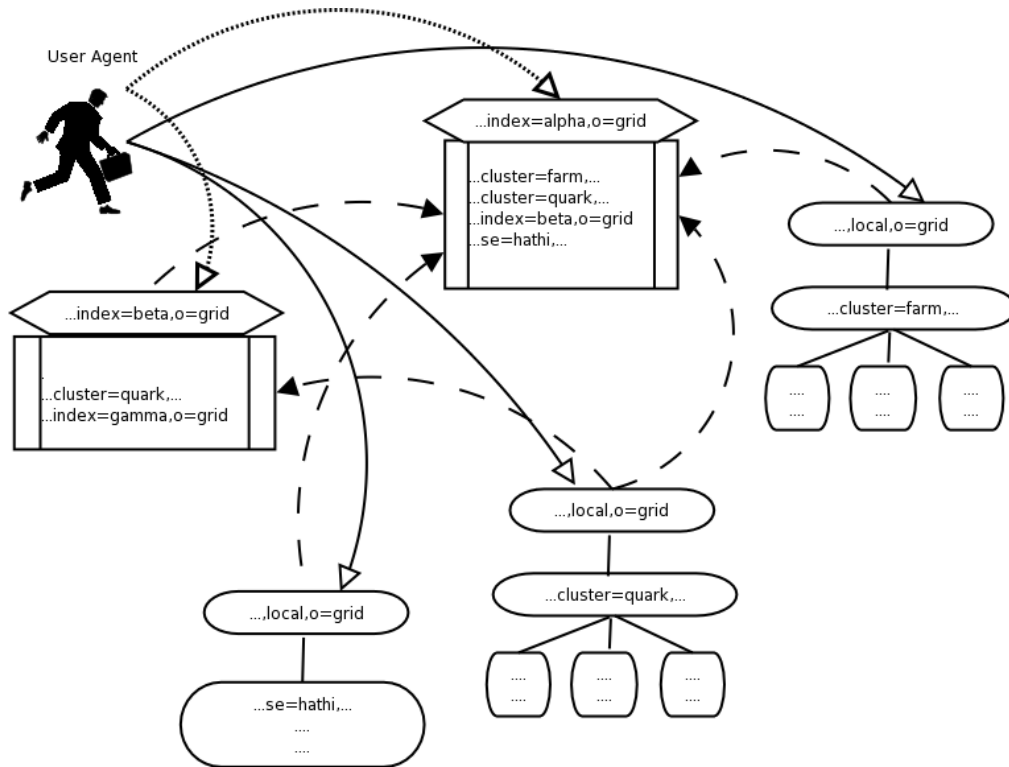 User Agent
...index=alpha,o=grid
...cluster=farm,...
...cluster=quark,...
...index=beta,o=grid
...se=hathi,...
...,local,o=grid
...cluster=farm,...
.... .... ....
.... .... ....
...index=beta,o=grid
.
...cluster=quark,...
...index=gamma,o=grid
...,local,o=grid
...cluster=quark,...
.... .... ....
.... .... ....
...,local,o=grid
...se=hathi,...
....
....